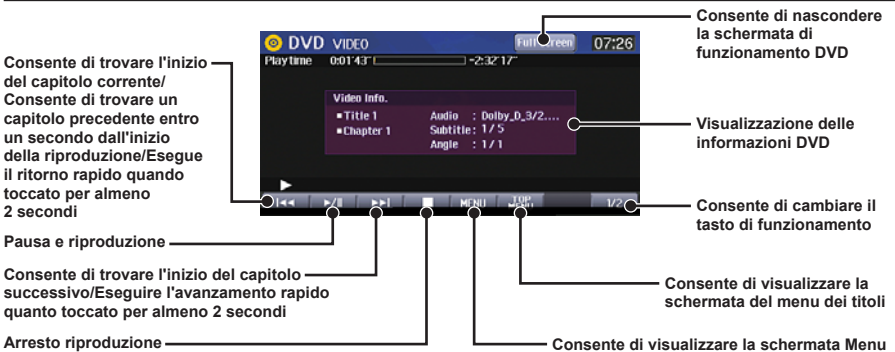 Consente di nascondere
la schermata di
funzionamento DVD
DVD VIDEO
Full Screen
07:26
Playtime 0:01'43" -2:32'17"
Consente di trovare l'inizio
del capitolo corrente/
Consente di trovare un
capitolo precedente entro
un secondo dall'inizio
della riproduzione/Esegue
il ritorno rapido quando
toccato per almeno
2 secondi
Video Info.
Title 1
Chapter 1
Audio : Dolby_D_3/2....
Subtitle: 1/5
Angle : 1/1
Visualizzazione delle
informazioni DVD
MENU
TOP
MENU
1/2
Consente di cambiare il
tasto di funzionamento
Pausa e riproduzione
Consente di trovare l'inizio del capitolo
successivo/Eseguire l'avanzamento rapido
quanto toccato per almeno 2 secondi
Consente di visualizzare la
schermata del menu dei titoli
Arresto riproduzione
Consente di visualizzare la schermata Menu